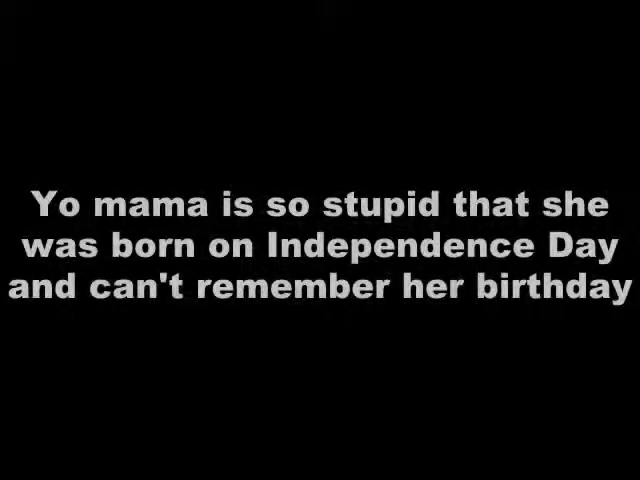 Yo mama is so stupid that she
was born on Independence Day
and can't remember her birthday